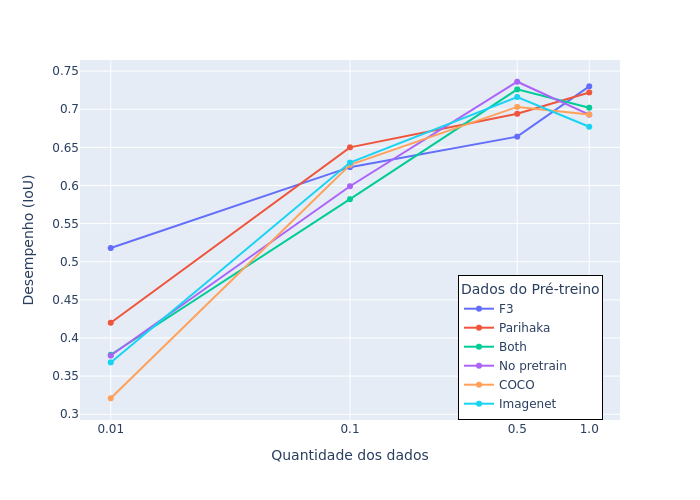 0.75
0.7
0.65
0.6
0.55
0.5
0.45
0.4
0.35
0.3
Desempenho (IoU)
0.01
0.1
0.5
1.0
Quantidade dos dados
Dados do Pré-treino
F3
Parihaka
Both
No pretrain
COCO
Imagenet